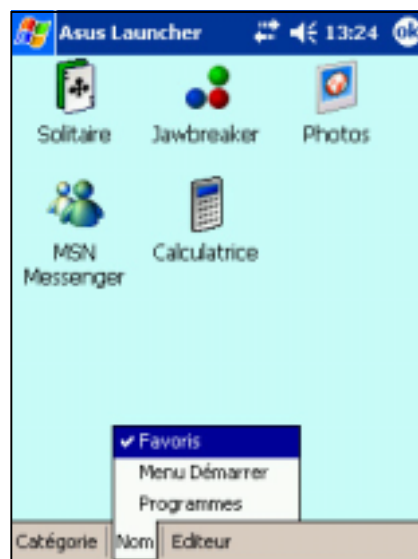 Asus Launcher 13:24 ok
Solitaire Jawbreaker Photos
MSN Messenger Calculatrice
Favoris
Menu Démarrer
Programmes
Catégorie Nom Editeur